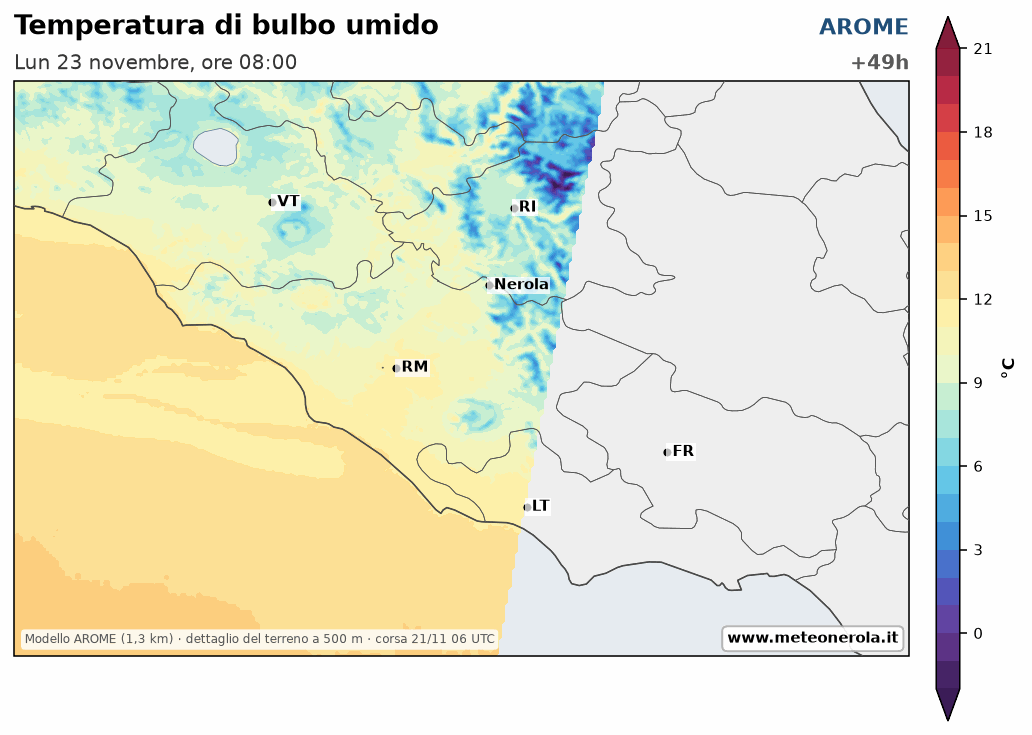 Temperatura di bulbo umido
AROME
Lun 23 novembre, ore 08:00
+49h
21
18
15
12
9
6
3
0
°C
VT
RI
Nerola
RM
FR
LT
Modello AROME (1,3 km) · dettaglio del terreno a 500 m · corsa 21/11 06 UTC
www.meteonerola.it